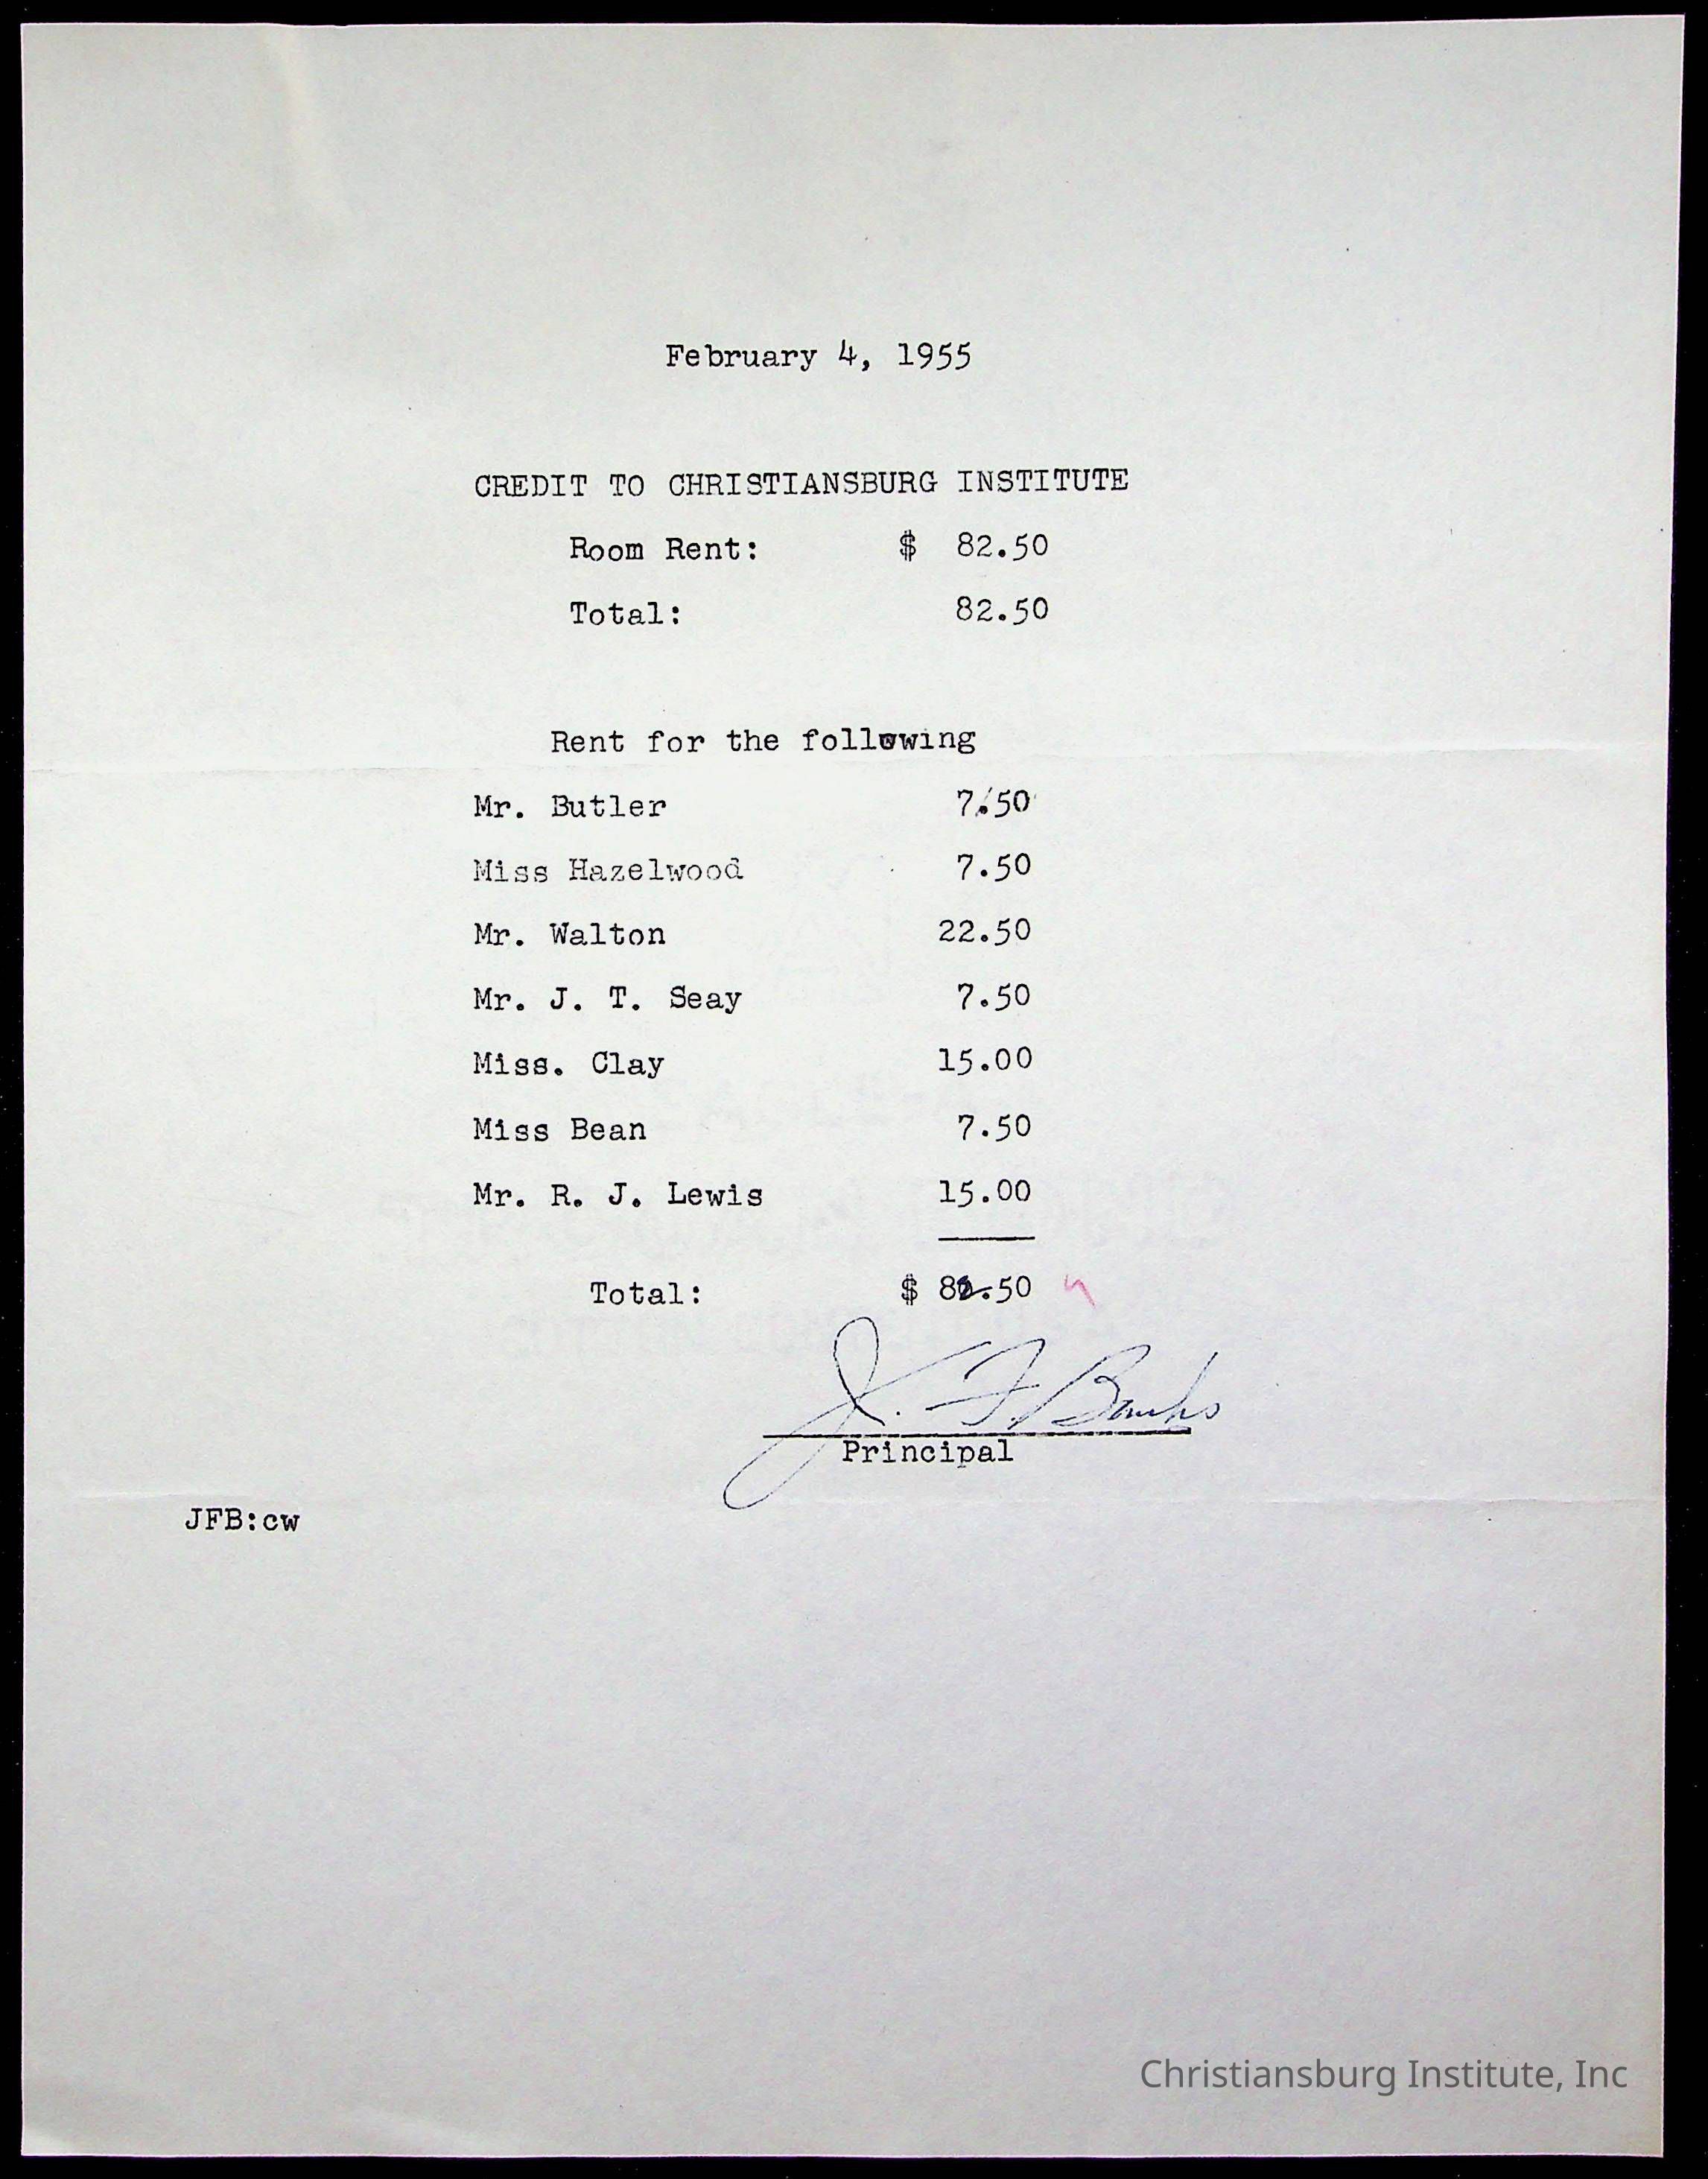 February 4, 1955
CREDIT TO CHRISTIANSBURG INSTITUTE
Room Rent: $ 82.50
Total: 82.50
Rent for the following
Mr. Butler 7.50
Miss Hazelwood 7.50
Mr. Walton 22.50
Mr. J. T. Seay 7.50
Miss. Clay 15.00
Miss Bean 7.50
Mr. R. J. Lewis 15.00
Total: $ 82.50
J. F. Banks
Principal
JFB:cw
Christiansburg Institute, Inc